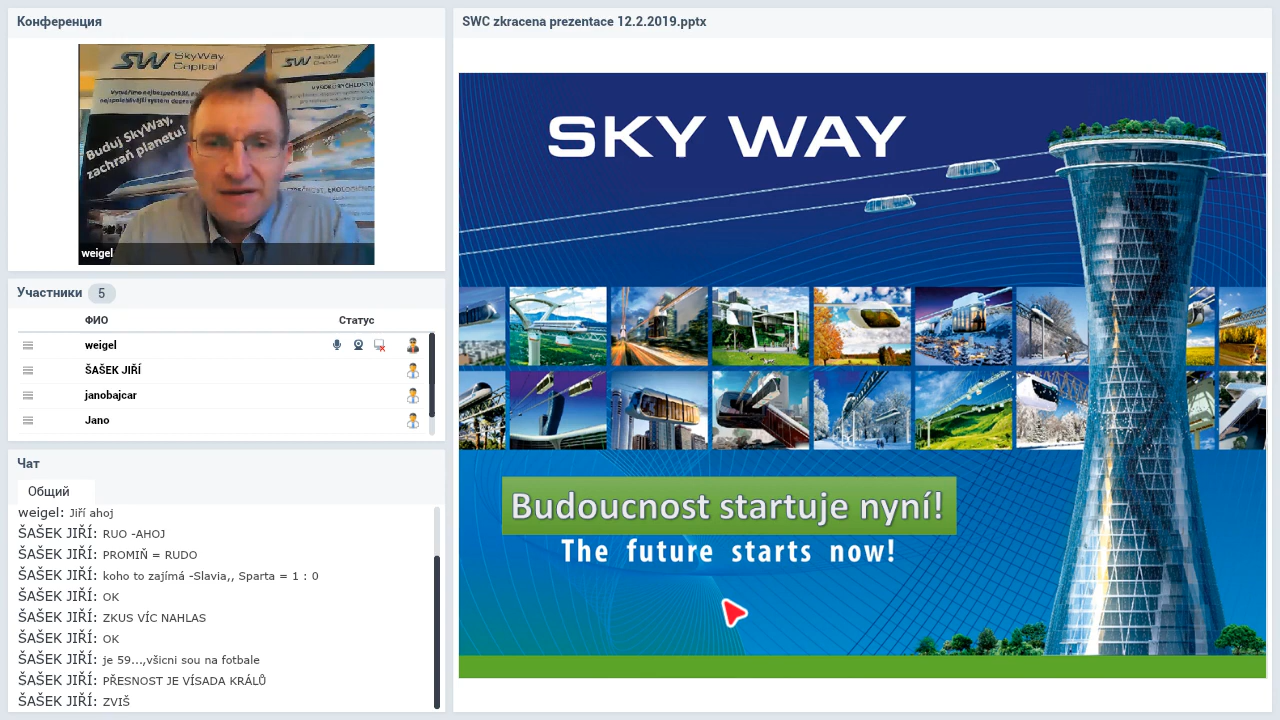 Конференция
SW SkyWay Capital
SW SkyWay Capital
Buduj SkyWay,
zachraň planetu!
weigel
Участники 5
ФИО Статус
weigel
ŠAŠEK JIŘÍ
janobajcar
Jano
Чат
Общий
weigel: Jiří ahoj
ŠAŠEK JIŘÍ: RUO -AHOJ
ŠAŠEK JIŘÍ: PROMIŇ = RUDO
ŠAŠEK JIŘÍ: koho to zajímá -Slavia,, Sparta = 1 : 0
ŠAŠEK JIŘÍ: OK
ŠAŠEK JIŘÍ: ZKUS VÍC NAHLAS
ŠAŠEK JIŘÍ: OK
ŠAŠEK JIŘÍ: je 59...,všicni sou na fotbale
ŠAŠEK JIŘÍ: PŘESNOST JE VÍSADA KRÁLŮ
ŠAŠEK JIŘÍ: ZVIŠ
SWC zkracena prezentace 12.2.2019.pptx
SKY WAY
Budoucnost startuje nyní!
The future starts now!